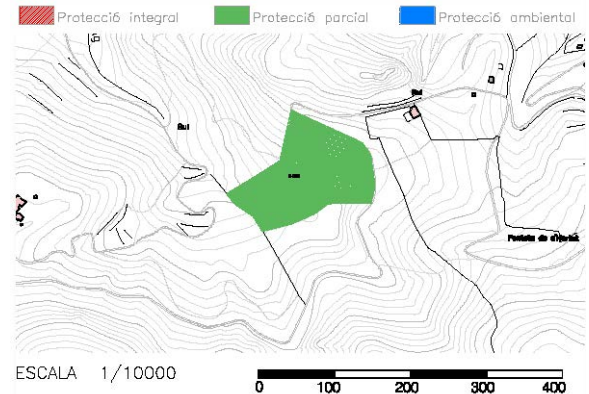 Protecció integral
Protecció parcial
Protecció ambiental
ESCALA 1/10000
0 100 200 300 400